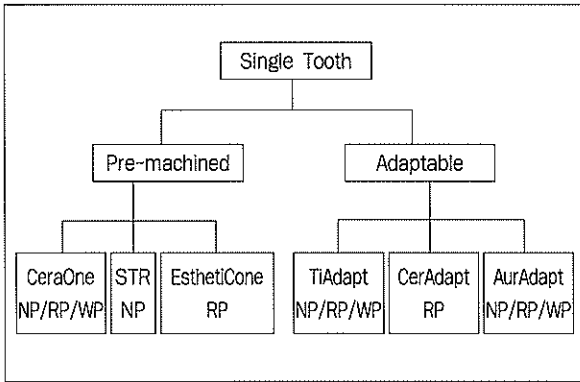 Single Tooth
Pre-machined
Adaptable
CeraOne
NP/RP/WP
STR
NP
EsthetiCone
RP
TiAdapt
NP/RP/WP
CerAdapt
RP
AurAdapt
NP/RP/WP